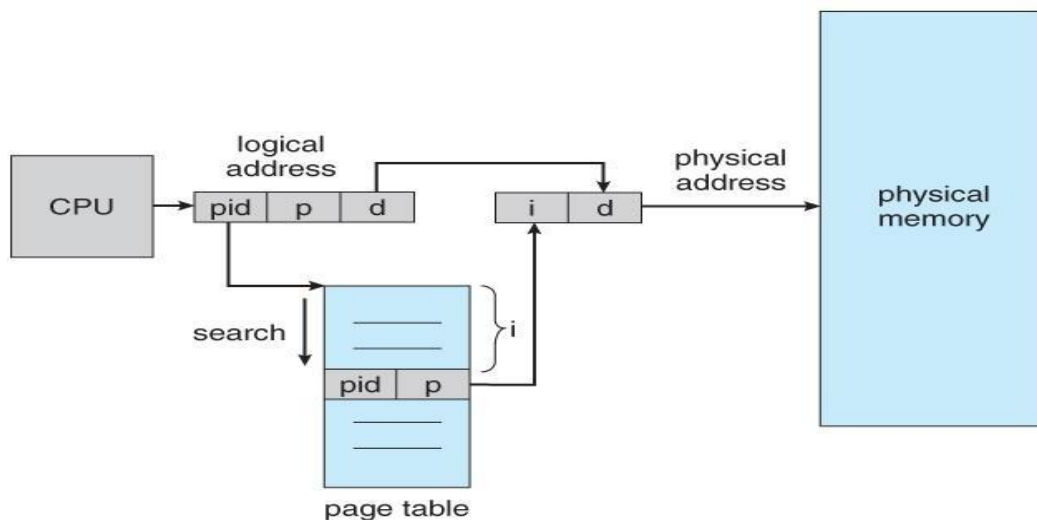 logical
address
CPU
pid p d
i d
physical
address
physical
memory
search
i
pid p
page table